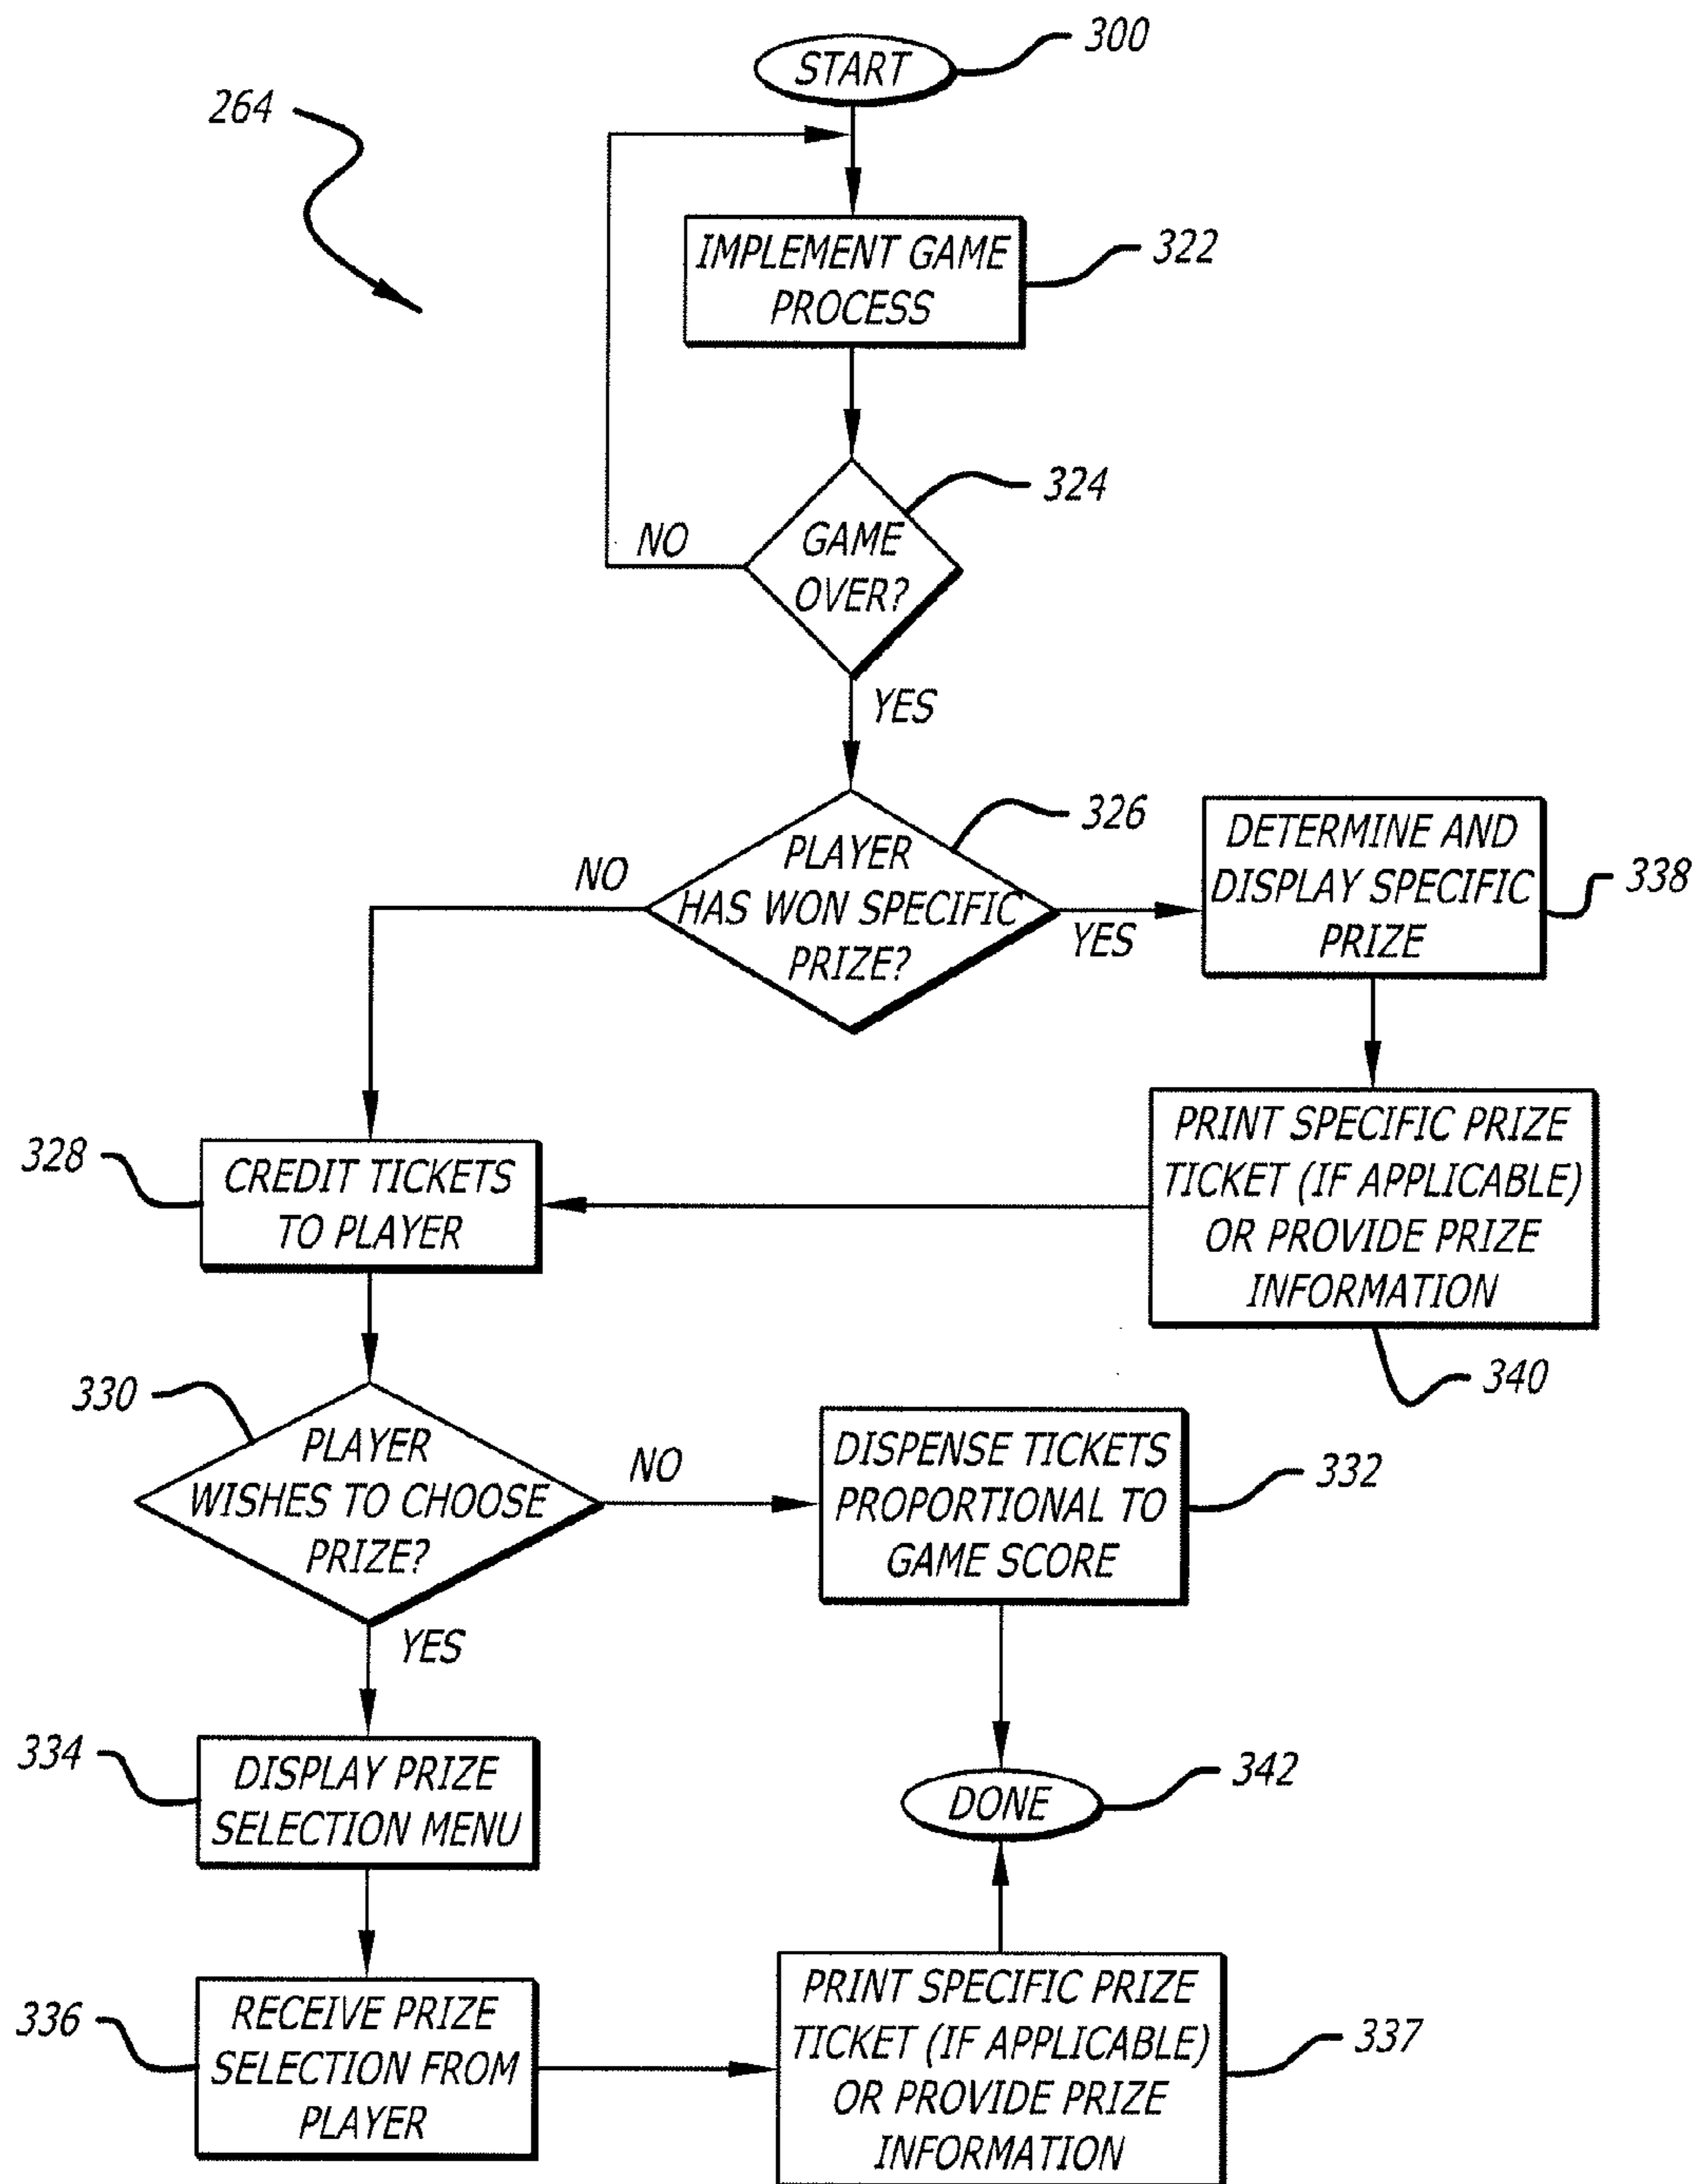 START
300
264
IMPLEMENT GAME
PROCESS
322
324
GAME
OVER?
NO
YES
326
PLAYER
HAS WON SPECIFIC
PRIZE?
NO
YES
DETERMINE AND
DISPLAY SPECIFIC
PRIZE
338
PRINT SPECIFIC PRIZE
TICKET (IF APPLICABLE)
OR PROVIDE PRIZE
INFORMATION
340
328
CREDIT TICKETS
TO PLAYER
330
PLAYER
WISHES TO CHOOSE
PRIZE?
NO
YES
DISPENSE TICKETS
PROPORTIONAL TO
GAME SCORE
332
334
DISPLAY PRIZE
SELECTION MENU
DONE
342
336
RECEIVE PRIZE
SELECTION FROM
PLAYER
PRINT SPECIFIC PRIZE
TICKET (IF APPLICABLE)
OR PROVIDE PRIZE
INFORMATION
337